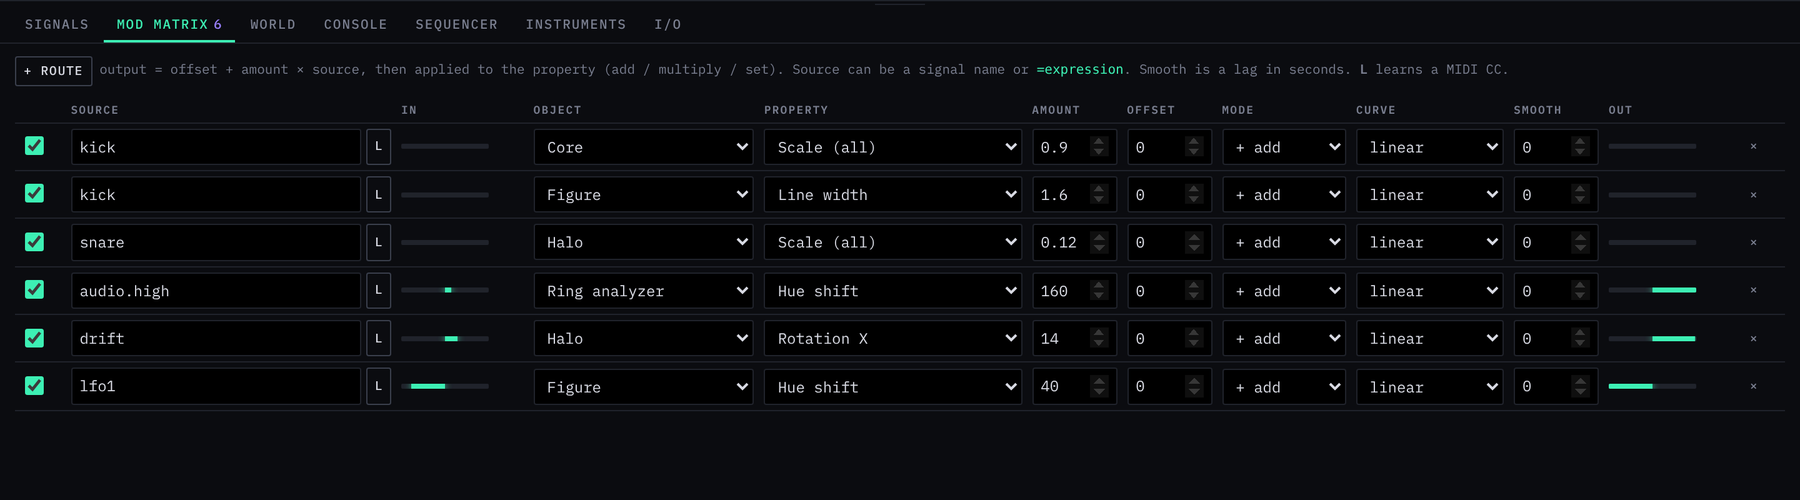 SIGNALS MOD MATRIX 6 WORLD CONSOLE SEQUENCER INSTRUMENTS I/O
+ ROUTE output = offset + amount × source, then applied to the property (add / multiply / set). Source can be a signal name or =expression. Smooth is a lag in seconds. L learns a MIDI CC.
SOURCE IN OBJECT PROPERTY AMOUNT OFFSET MODE CURVE SMOOTH OUT
kick L Core Scale (all) 0.9 0 + add linear 0 ×
kick L Figure Line width 1.6 0 + add linear 0 ×
snare L Halo Scale (all) 0.12 0 + add linear 0 ×
audio.high L Ring analyzer Hue shift 160 0 + add linear 0 ×
drift L Halo Rotation X 14 0 + add linear 0 ×
lfo1 L Figure Hue shift 40 0 + add linear 0 ×